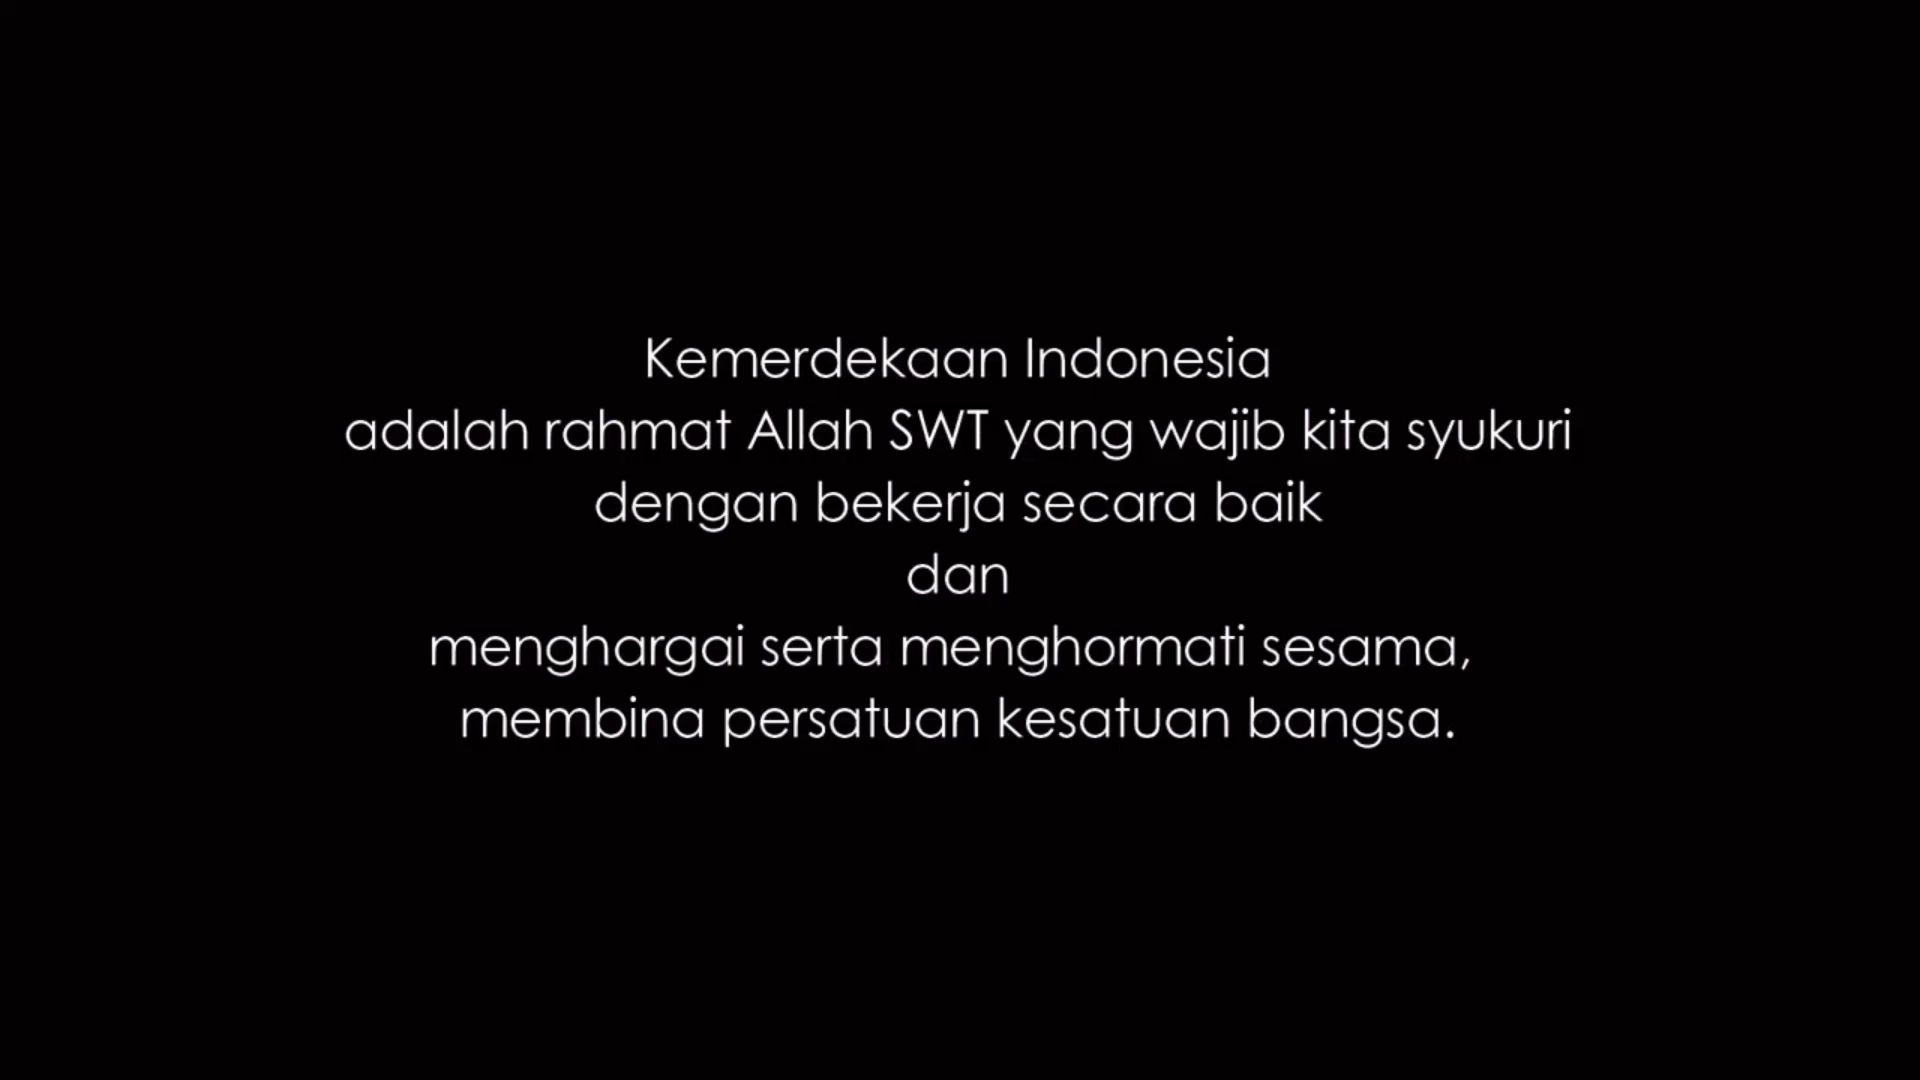 Kemerdekaan Indonesia
adalah rahmat Allah SWT yang wajib kita syukuri
dengan bekerja secara baik
dan
menghargai serta menghormati sesama,
membina persatuan kesatuan bangsa.